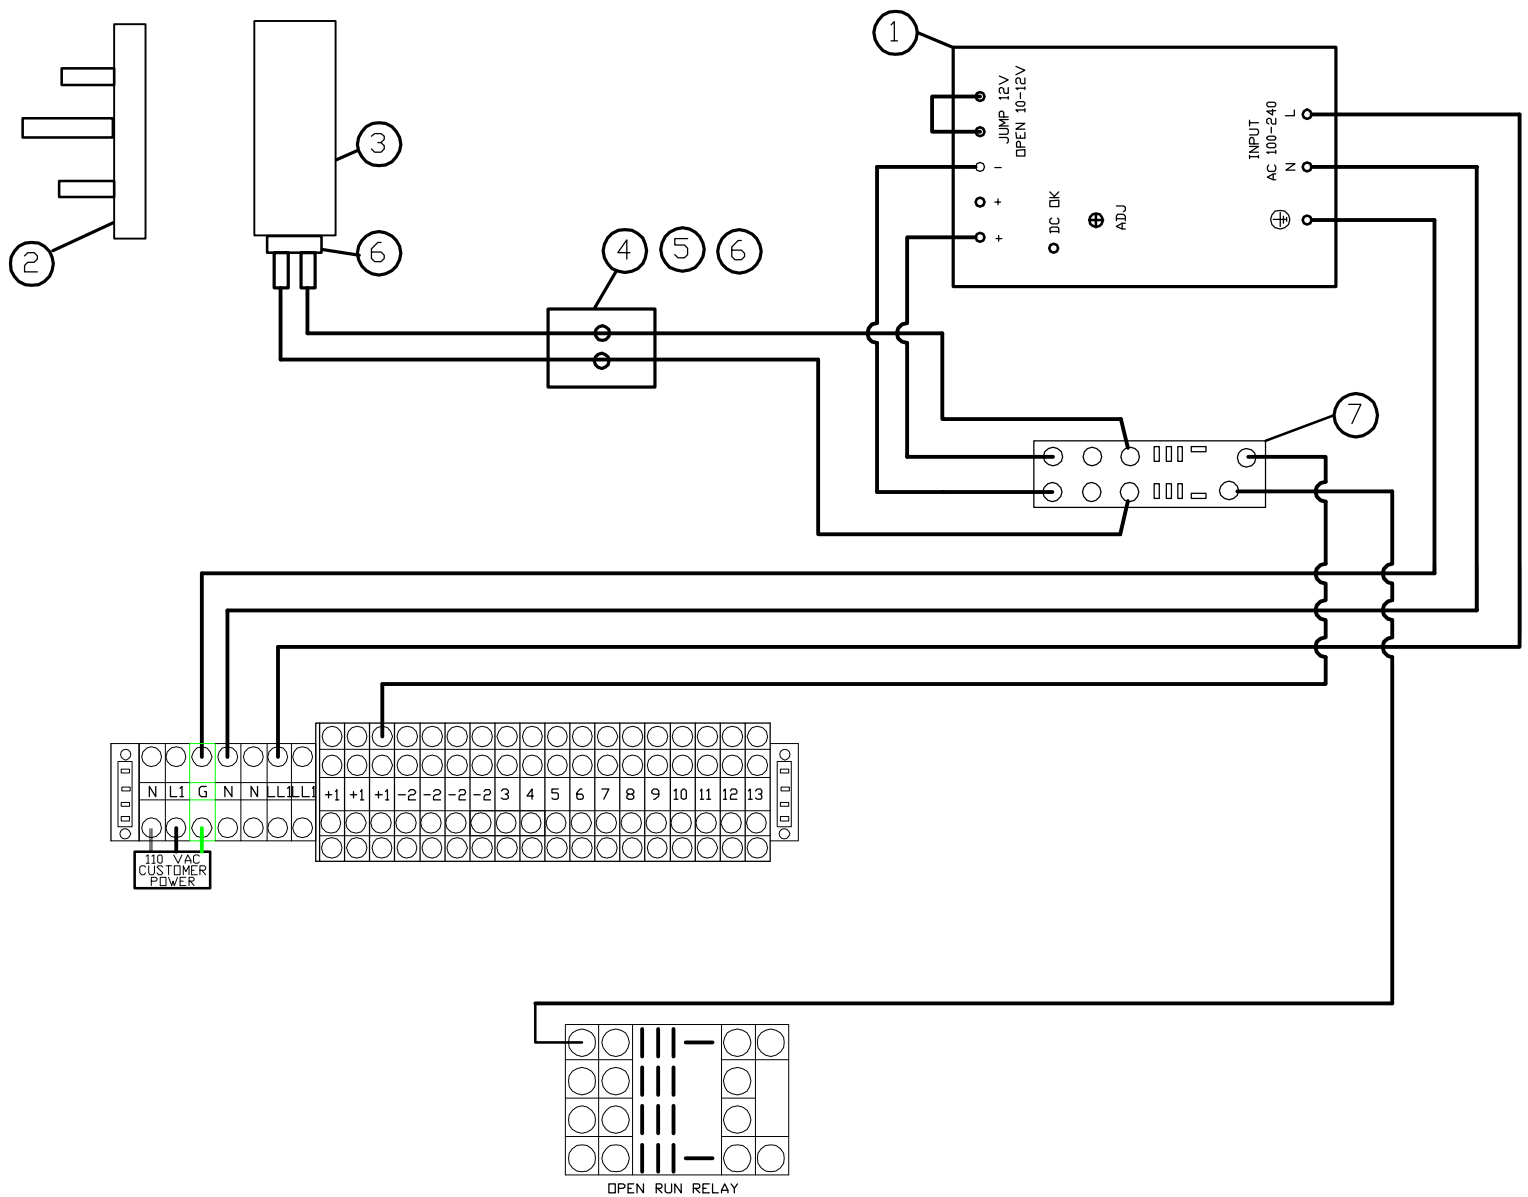 1
JUMP 12V
OPEN 10-12V
-
+
+
DC OK
ADJ
INPUT
AC 100-240
L
N
2
3
6
4 5 6
7
N L1 G N N LL1 LL1 +1 +1 +1 -2 -2 -2 -2 3 4 5 6 7 8 9 10 11 12 13
110 VAC
CUSTOMER
POWER
OPEN RUN RELAY